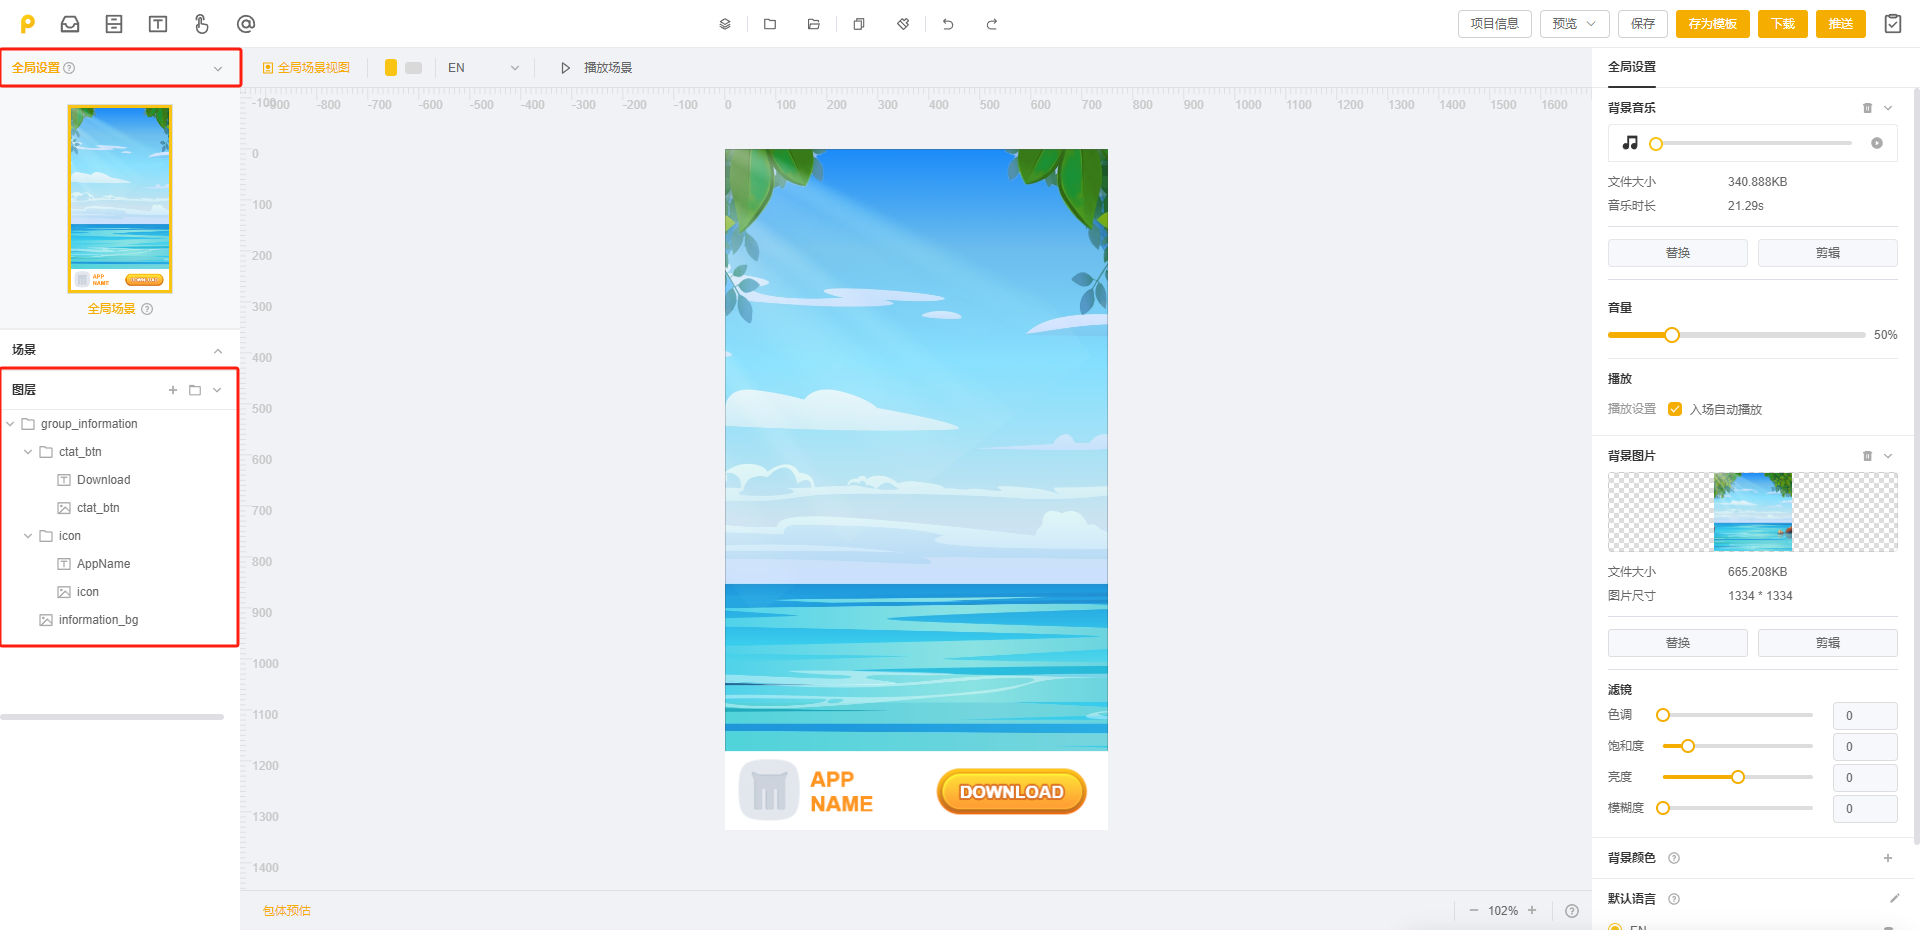 项目信息
预览
保存
存为模板
下载
推送
全局设置
全局场景视图
EN
播放场景
全局设置
-100
-800
-700
-600
-500
-400
-300
-200
-100
0
100
200
300
400
500
600
700
800
900
1000
1100
1200
1300
1400
1500
1600
0
100
200
300
400
500
600
700
800
900
1000
1100
1200
1300
1400
APP
NAME
DOWNLOAD
全局场景
场景
图层
group_information
ctat_btn
Download
ctat_btn
icon
AppName
icon
information_bg
APP
NAME
DOWNLOAD
包体预估
102%
背景音乐
文件大小 340.888KB
音乐时长 21.29s
替换 剪辑
音量
50%
播放
播放设置 入场自动播放
背景图片
文件大小 665.208KB
图片尺寸 1334 * 1334
替换 剪辑
滤镜
色调 0
饱和度 0
亮度 0
模糊度 0
背景颜色
默认语言
EN